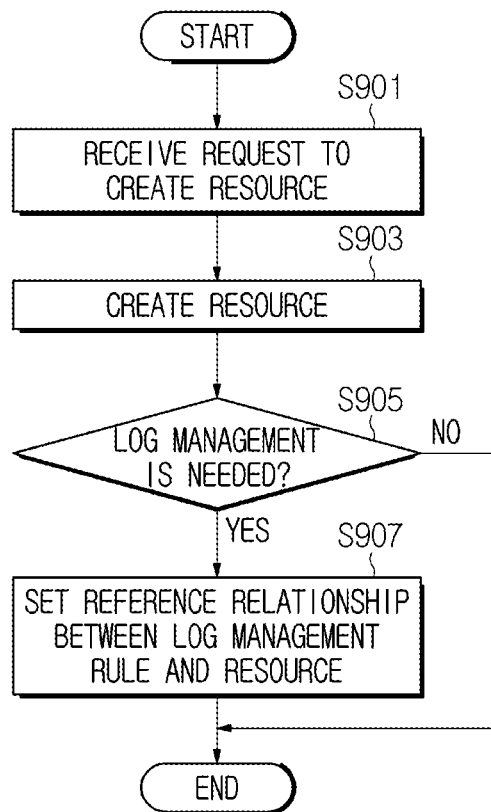 START
S901
RECEIVE REQUEST TO
CREATE RESOURCE
S903
CREATE RESOURCE
S905
LOG MANAGEMENT
IS NEEDED?
NO
YES
S907
SET REFERENCE RELATIONSHIP
BETWEEN LOG MANAGEMENT
RULE AND RESOURCE
END